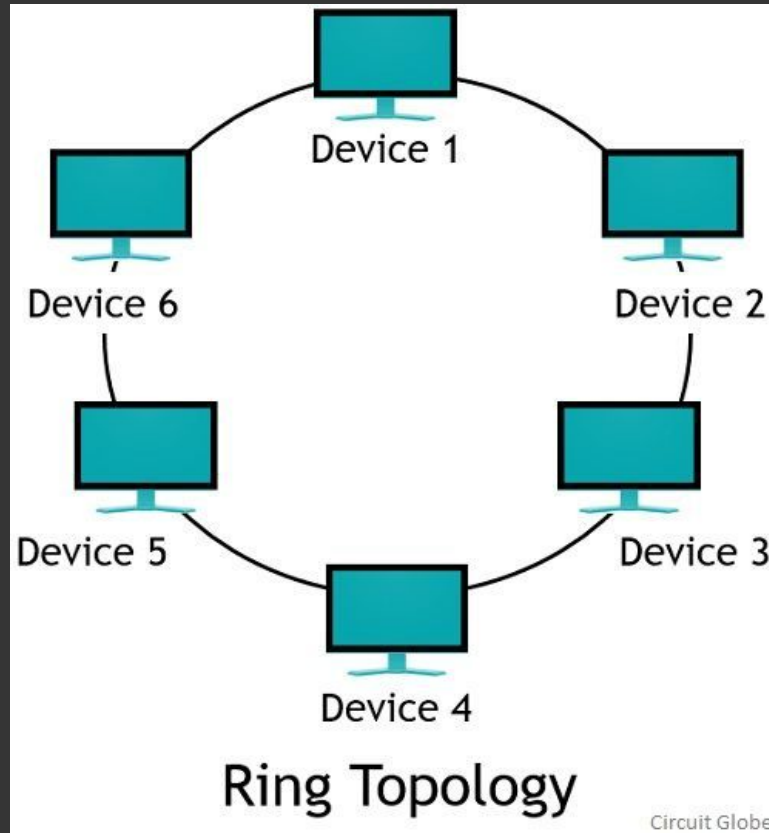 Device 1
Device 6
Device 2
Device 5
Device 3
Device 4
Ring Topology
Circuit Globe